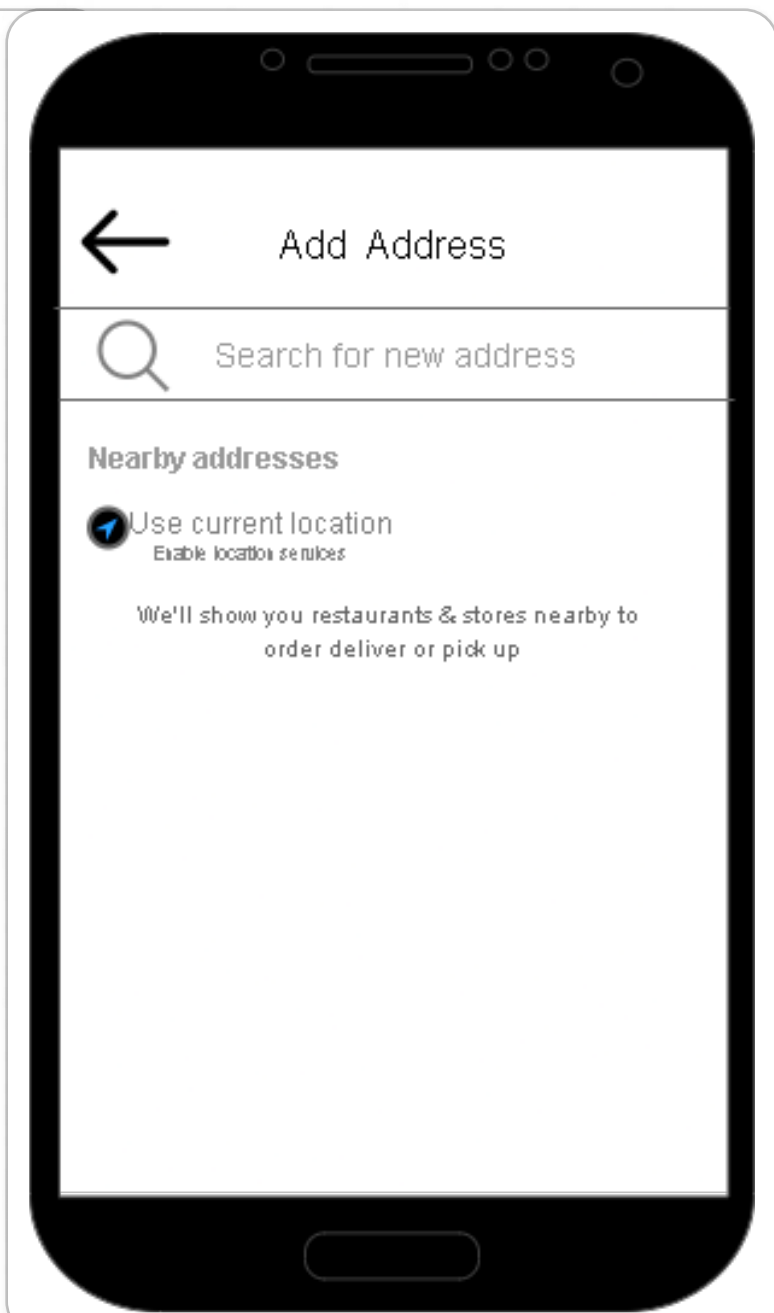 Add Address
Search for new address
Nearby addresses
Use current location
Enable location services
We'll show you restaurants & stores nearby to
order deliver or pick up